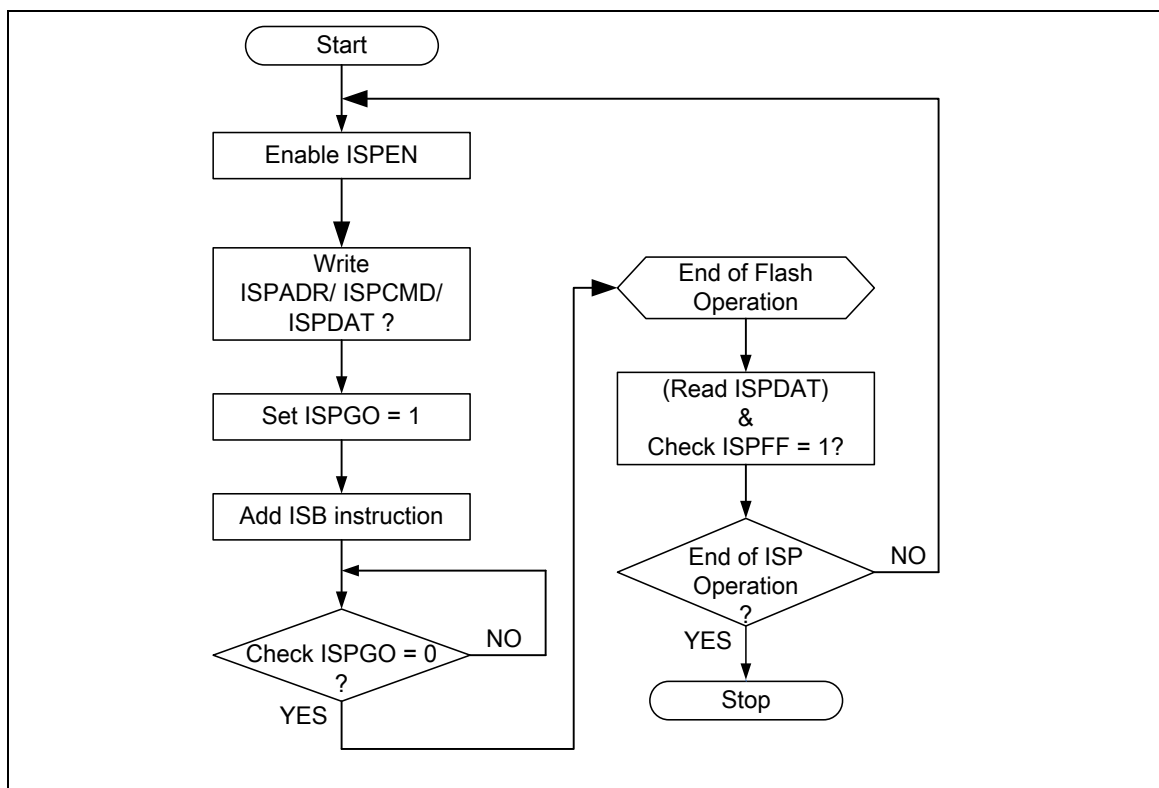 Start
Enable ISPEN
Write
ISPADR/ ISPCMD/
ISPDAT ?
Set ISPGO = 1
Add ISB instruction
Check ISPGO = 0
?
NO
YES
End of Flash
Operation
(Read ISPDAT)
&
Check ISPFF = 1?
End of ISP
Operation
?
NO
YES
Stop